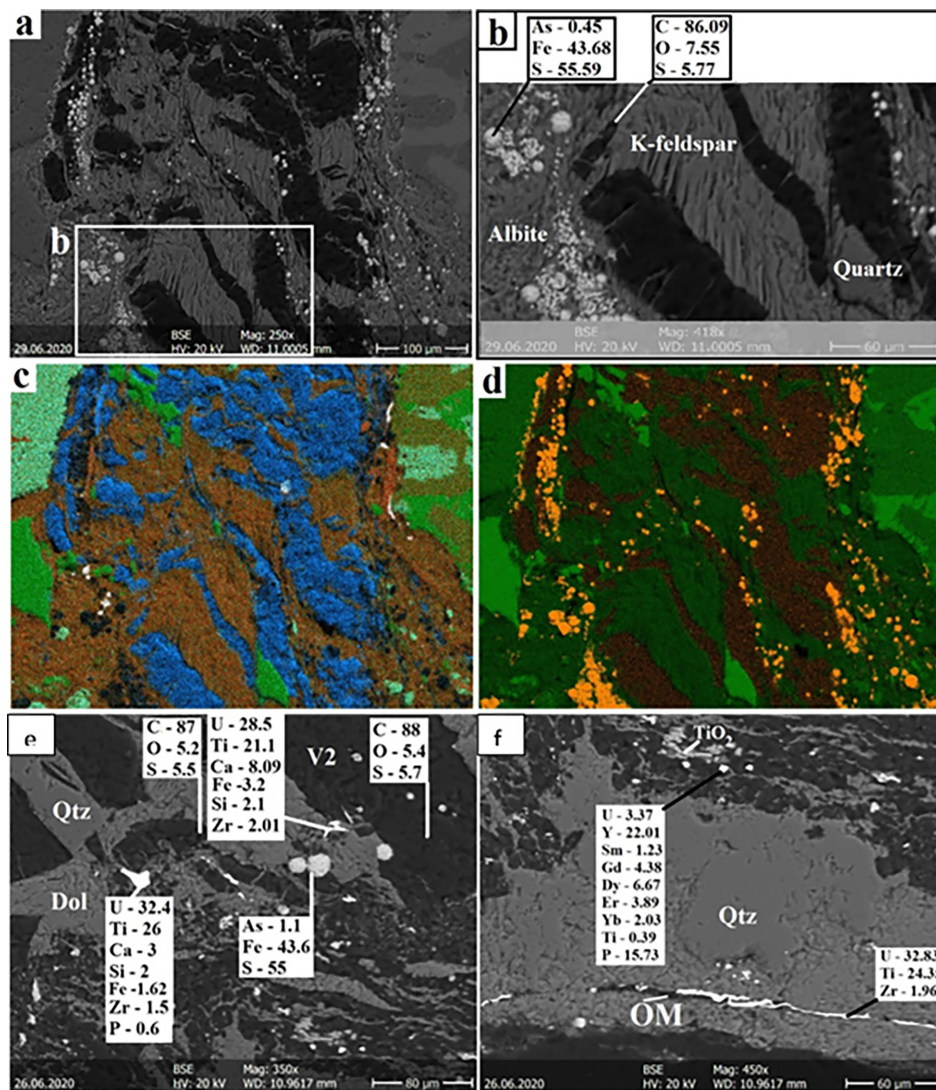 a
b
BSE Mag: 250x
29.06.2020 HV: 20 kV WD: 11.0005 mm 100 µm
b
As - 0.45
Fe - 43.68
S - 55.59
C - 86.09
O - 7.55
S - 5.77
K-feldspar
Albite
Quartz
BSE Mag: 418x
29.06.2020 HV: 20 kV WD: 11.0005 mm 60 µm
c
d
e
C - 87
O - 5.2
S - 5.5
U - 28.5
Ti - 21.1
Ca - 8.09
Fe -3.2
Si - 2.1
Zr - 2.01
V2
C - 88
O - 5.4
S - 5.7
Qtz
Dol
U - 32.4
Ti - 26
Ca - 3
Si - 2
Fe -1.62
Zr - 1.5
P - 0.6
As - 1.1
Fe - 43.6
S - 55
BSE Mag: 350x
26.06.2020 HV: 20 kV WD: 10.9617 mm 80 µm
f
TiO₂
U - 3.37
Y - 22.01
Sm - 1.23
Gd - 4.38
Dy - 6.67
Er - 3.89
Yb - 2.03
Ti - 0.39
P - 15.73
Qtz
U - 32.83
Ti - 24.35
Zr - 1.96
OM
BSE Mag: 450x
26.06.2020 HV: 20 kV WD: 10.9617 mm 60 µm